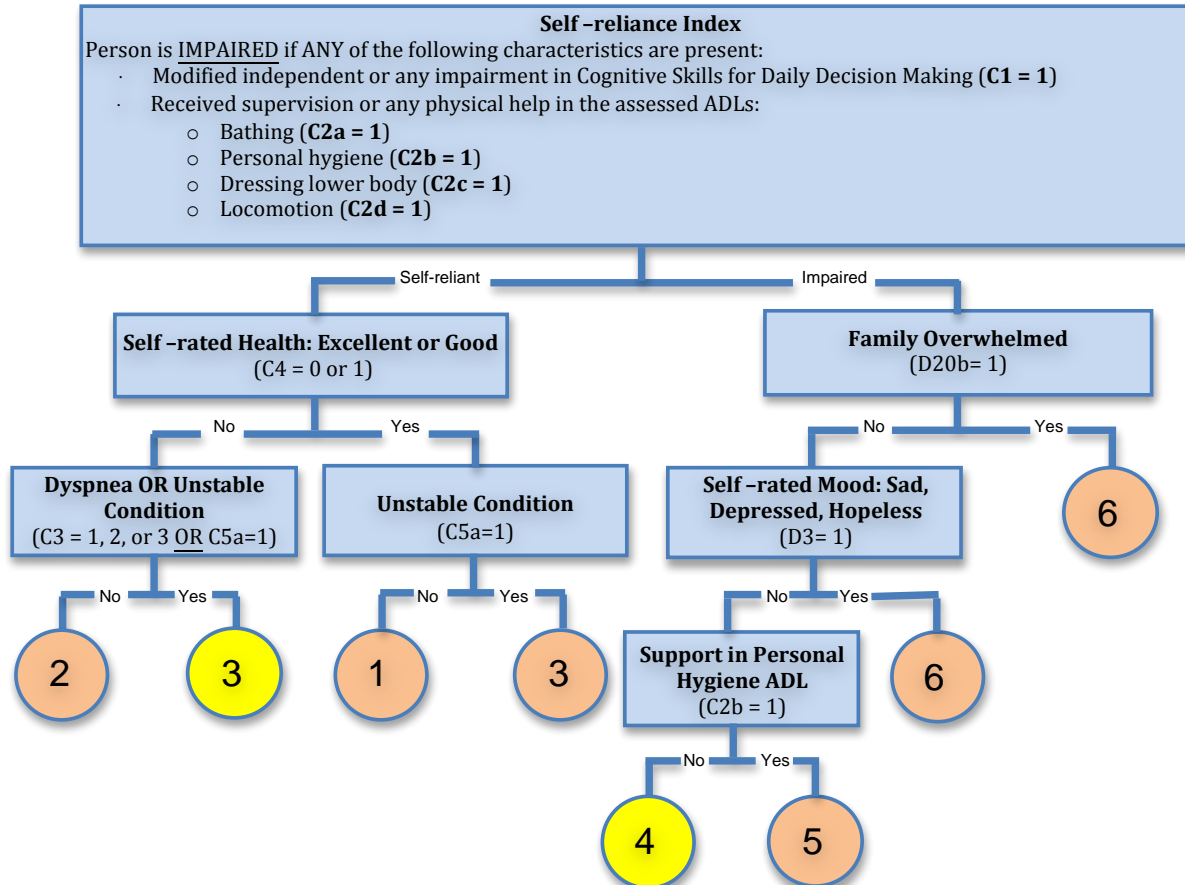 Self –reliance Index
Person is IMPAIRED if ANY of the following characteristics are present:
· Modified independent or any impairment in Cognitive Skills for Daily Decision Making (C1 = 1)
· Received supervision or any physical help in the assessed ADLs:
o Bathing (C2a = 1)
o Personal hygiene (C2b = 1)
o Dressing lower body (C2c = 1)
o Locomotion (C2d = 1)
Self-reliant
Impaired
Self –rated Health: Excellent or Good
(C4 = 0 or 1)
Family Overwhelmed
(D20b= 1)
No
Yes
No
Yes
Dyspnea OR Unstable
Condition
(C3 = 1, 2, or 3 OR C5a=1)
Unstable Condition
(C5a=1)
Self –rated Mood: Sad,
Depressed, Hopeless
(D3= 1)
6
No
Yes
No
Yes
No
Yes
2
3
1
3
Support in Personal
Hygiene ADL
(C2b = 1)
6
No
Yes
4
5